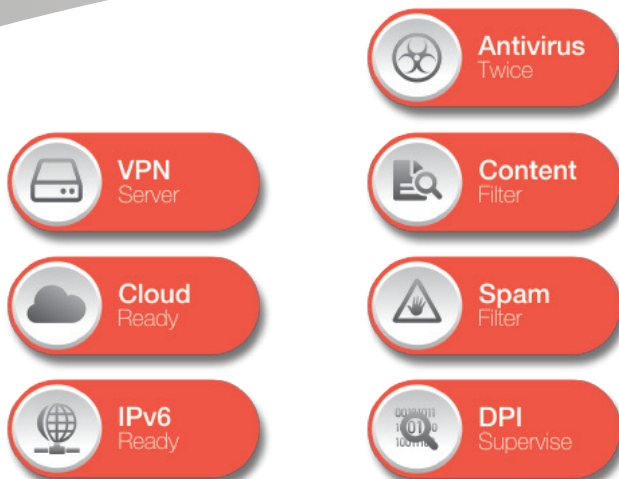 Antivirus
Twice
VPN
Server
Content
Filter
Cloud
Ready
Spam
Filter
IPv6
Ready
DPI
Supervise